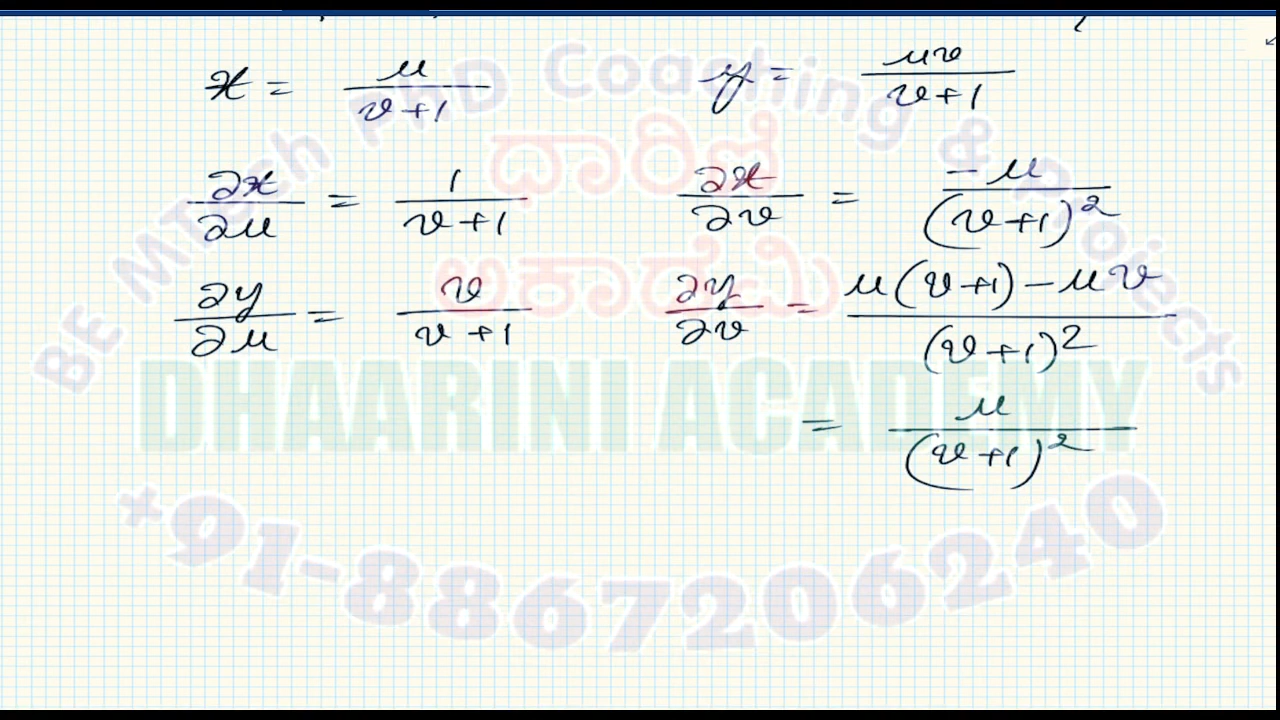 x = u/(v+1)    y = uv/(v+1)
∂x/∂u = 1/(v+1)    ∂x/∂v = -u/(v+1)²
∂y/∂u = v/(v+1)    ∂y/∂v = (u(v+1) - uv)/(v+1)²
= u/(v+1)²
BE MTech PhD Coaching & Projects
ಧಾರಿಣಿ
ಅಕಾಡೆಮಿ
DHAARINI ACADEMY
+91-8867206240